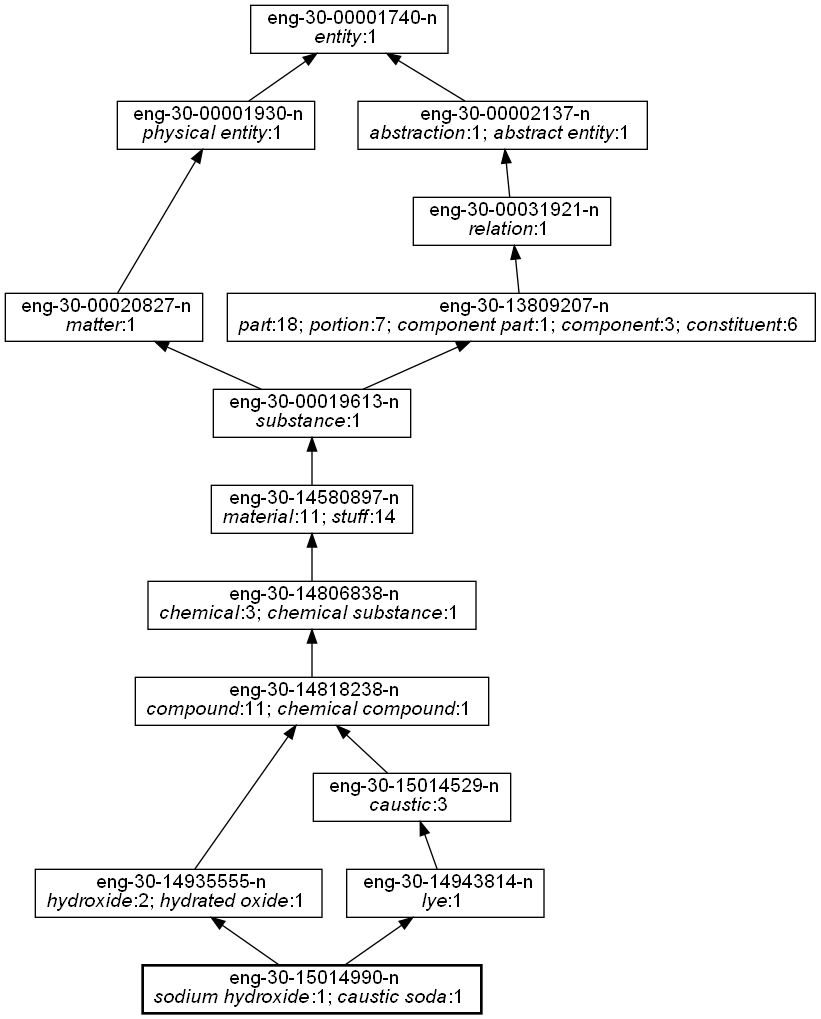 eng-30-00001740-n
entity:1
eng-30-00001930-n
physical entity:1
eng-30-00002137-n
abstraction:1; abstract entity:1
eng-30-00031921-n
relation:1
eng-30-00020827-n
matter:1
eng-30-13809207-n
part:18; portion:7; component part:1; component:3; constituent:6
eng-30-00019613-n
substance:1
eng-30-14580897-n
material:11; stuff:14
eng-30-14806838-n
chemical:3; chemical substance:1
eng-30-14818238-n
compound:11; chemical compound:1
eng-30-15014529-n
caustic:3
eng-30-14935555-n
hydroxide:2; hydrated oxide:1
eng-30-14943814-n
lye:1
eng-30-15014990-n
sodium hydroxide:1; caustic soda:1